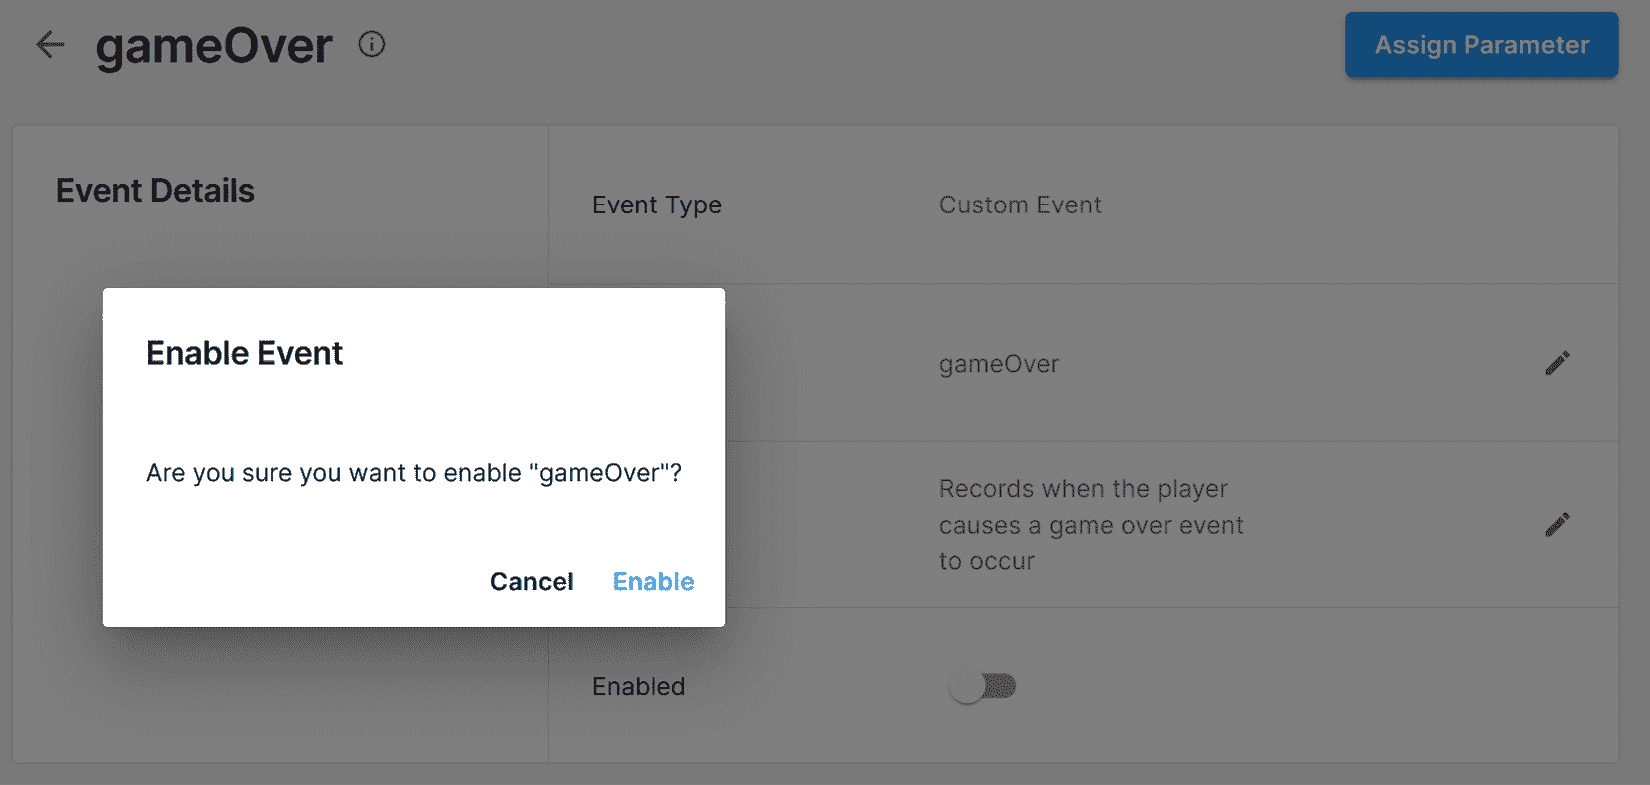 gameOver
Assign Parameter
Event Details
Event Type
Custom Event
gameOver
Records when the player
causes a game over event
to occur
Enabled
Enable Event
Are you sure you want to enable "gameOver"?
Cancel
Enable